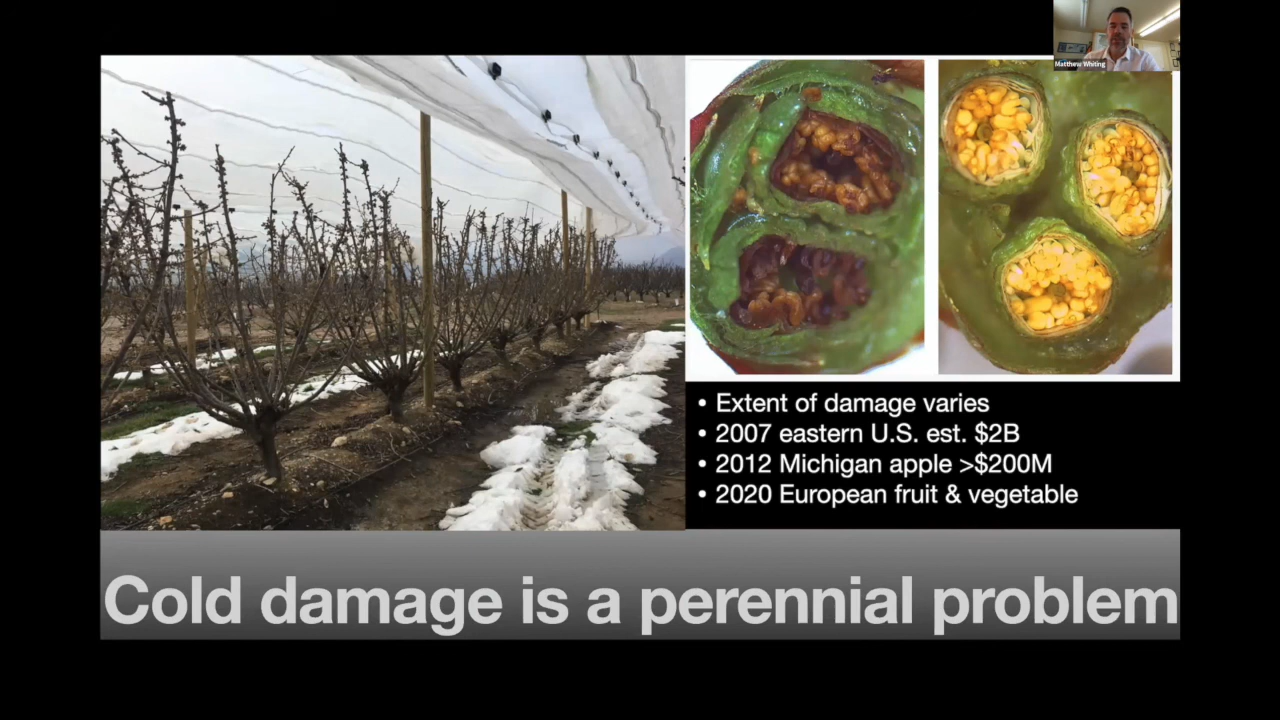 Matthew Whiting
• Extent of damage varies
• 2007 eastern U.S. est. $2B
• 2012 Michigan apple >$200M
• 2020 European fruit & vegetable
Cold damage is a perennial problem